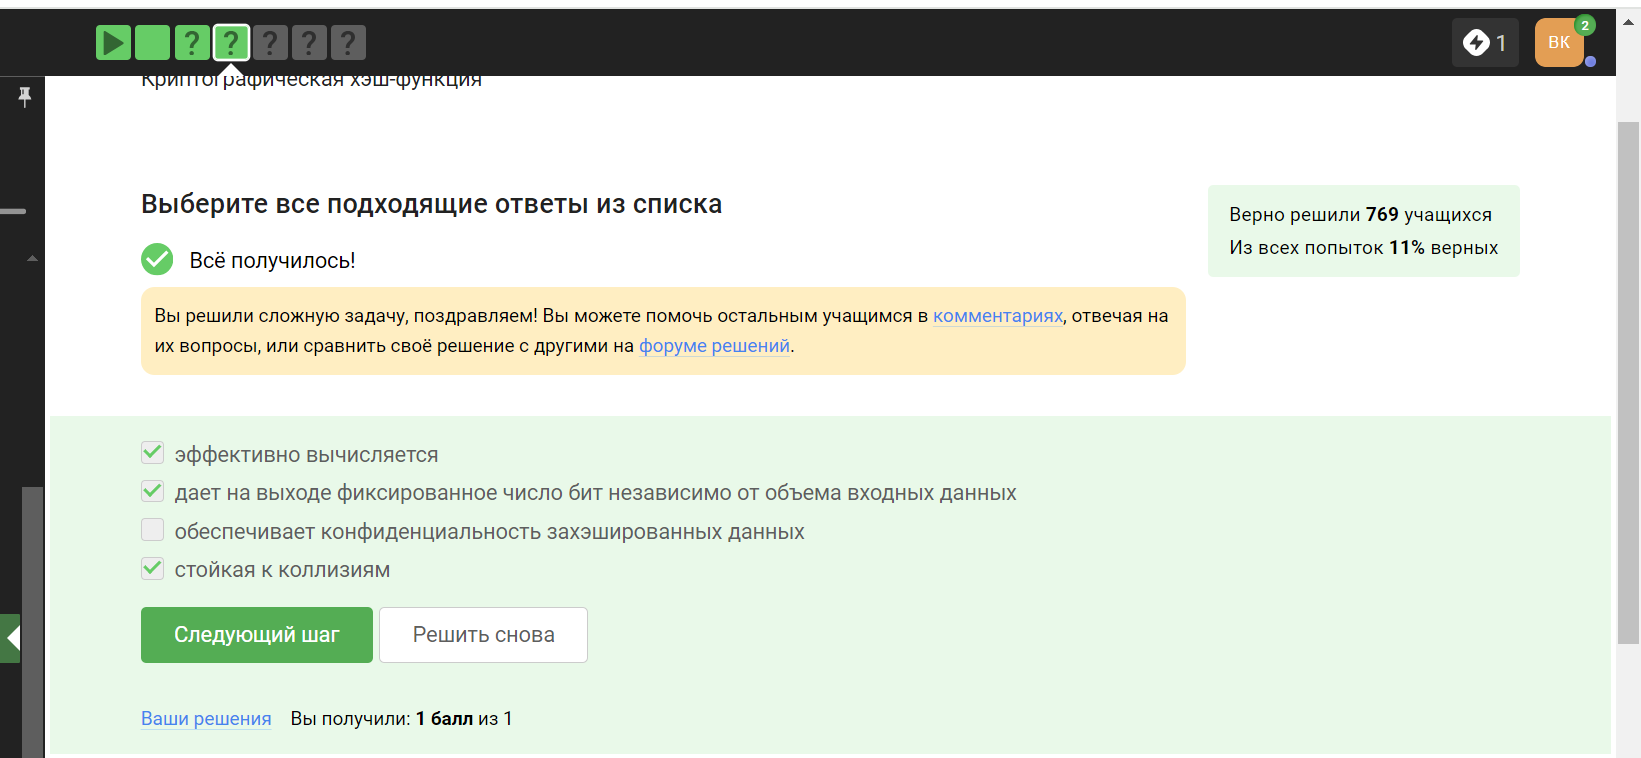 ? ? ? ? ?
1
ВК
2
Криптографическая хэш-функция
Выберите все подходящие ответы из списка
Верно решили 769 учащихся
Из всех попыток 11% верных
Всё получилось!
Вы решили сложную задачу, поздравляем! Вы можете помочь остальным учащимся в комментариях, отвечая на
их вопросы, или сравнить своё решение с другими на форуме решений.
эффективно вычисляется
дает на выходе фиксированное число бит независимо от объема входных данных
обеспечивает конфиденциальность захэшированных данных
стойкая к коллизиям
Следующий шаг
Решить снова
Ваши решения Вы получили: 1 балл из 1